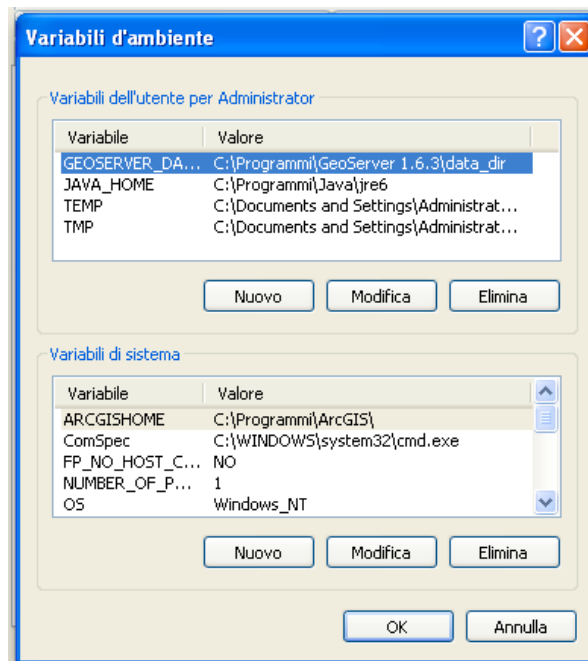 Variabili d'ambiente
Variabili dell'utente per Administrator
Variabile Valore
GEOSERVER_DA... C:\Programmi\GeoServer 1.6.3\data_dir
JAVA_HOME C:\Programmi\Java\jre6
TEMP C:\Documents and Settings\Administrat...
TMP C:\Documents and Settings\Administrat...
Nuovo Modifica Elimina
Variabili di sistema
Variabile Valore
ARCGISHOME C:\Programmi\ArcGIS\
ComSpec C:\WINDOWS\system32\cmd.exe
FP_NO_HOST_C... NO
NUMBER_OF_P... 1
OS Windows_NT
Nuovo Modifica Elimina
OK Annulla